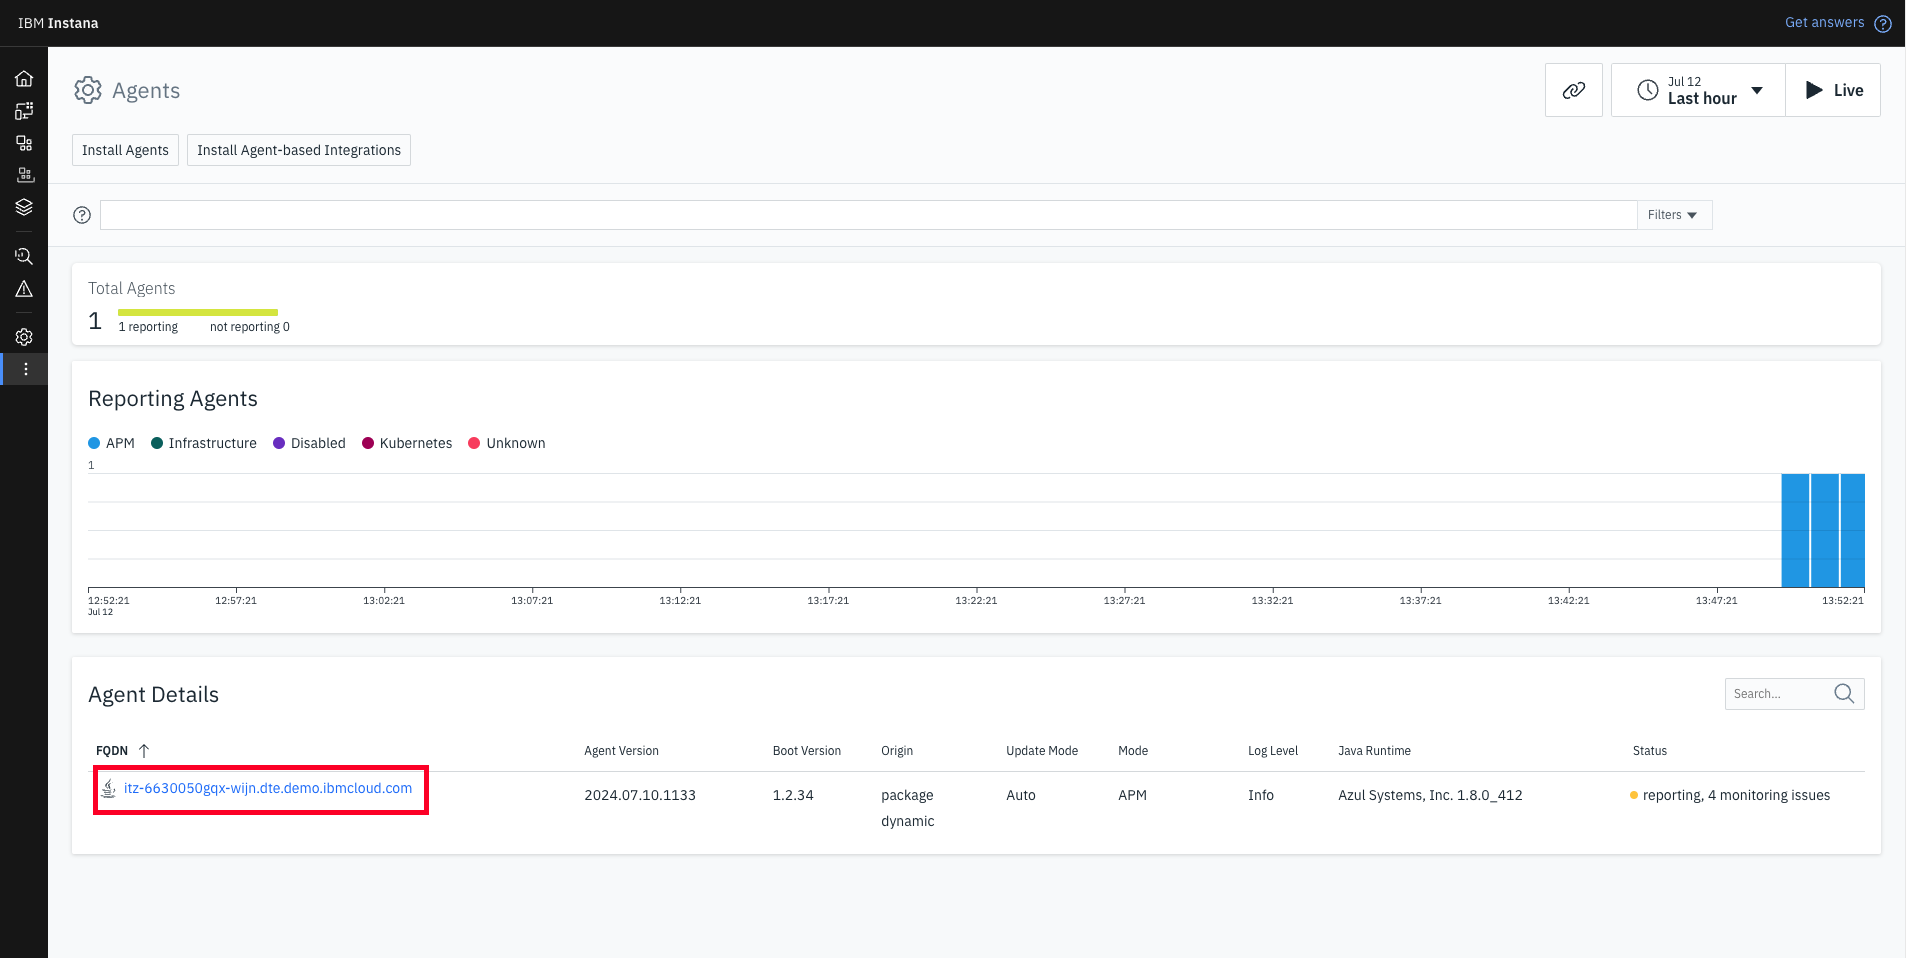 IBM Instana
Get answers
Agents
Jul 12
Last hour
Live
Install Agents
Install Agent-based Integrations
Filters
Total Agents
1
1 reporting
not reporting 0
Reporting Agents
APM
Infrastructure
Disabled
Kubernetes
Unknown
1
12:52:21
Jul 12
12:57:21
13:02:21
13:07:21
13:12:21
13:17:21
13:22:21
13:27:21
13:32:21
13:37:21
13:42:21
13:47:21
13:52:21
Agent Details
Search...
FQDN
Agent Version
Boot Version
Origin
Update Mode
Mode
Log Level
Java Runtime
Status
itz-6630050gqx-wijn.dte.demo.ibmcloud.com
2024.07.10.1133
1.2.34
package
dynamic
Auto
APM
Info
Azul Systems, Inc. 1.8.0_412
reporting, 4 monitoring issues